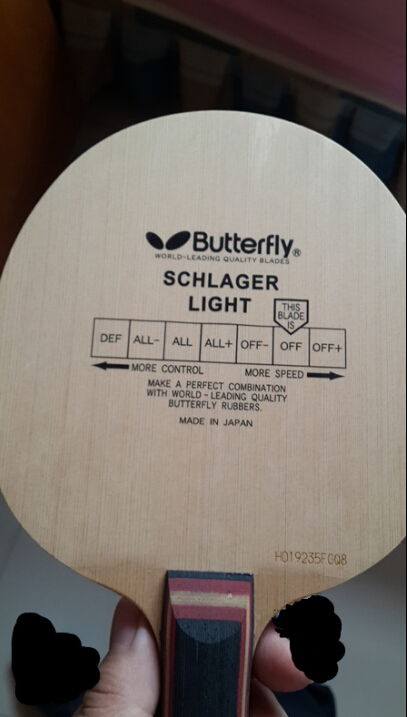 Butterfly®
WORLD-LEADING QUALITY BLADES
SCHLAGER
LIGHT
THIS
BLADE
IS
DEF ALL- ALL ALL+ OFF- OFF OFF+
MORE CONTROL MORE SPEED
MAKE A PERFECT COMBINATION
WITH WORLD-LEADING QUALITY
BUTTERFLY RUBBERS.
MADE IN JAPAN
H019235FGQ8